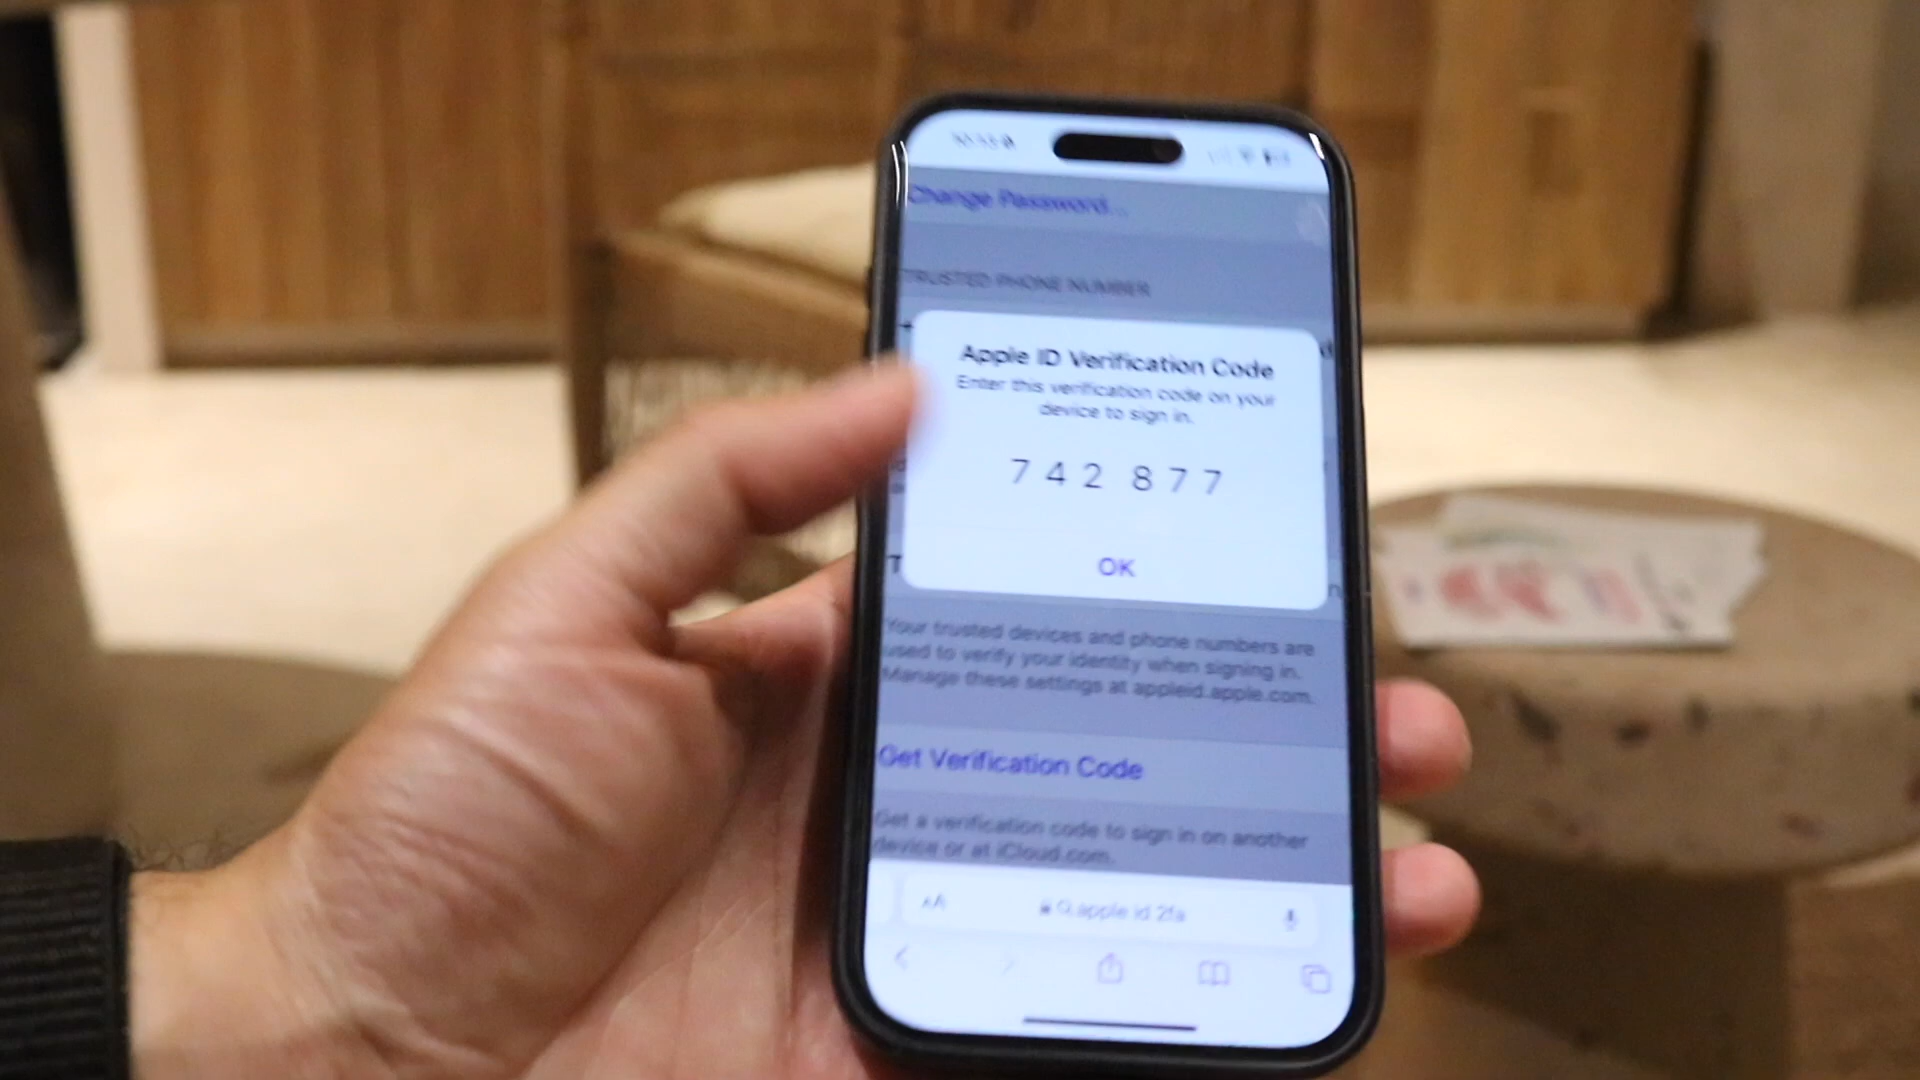 Change Password...
TRUSTED PHONE NUMBER
Apple ID Verification Code
Enter this verification code on your
device to sign in.
742 877
OK
Your trusted devices and phone numbers are
used to verify your identity when signing in.
Manage these settings at appleid.apple.com.
Get Verification Code
Get a verification code to sign in on another
device or at iCloud.com.
AA apple id 2fa